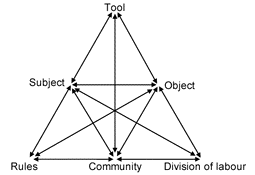 Tool
Subject
Object
Rules
Community
Division of labour